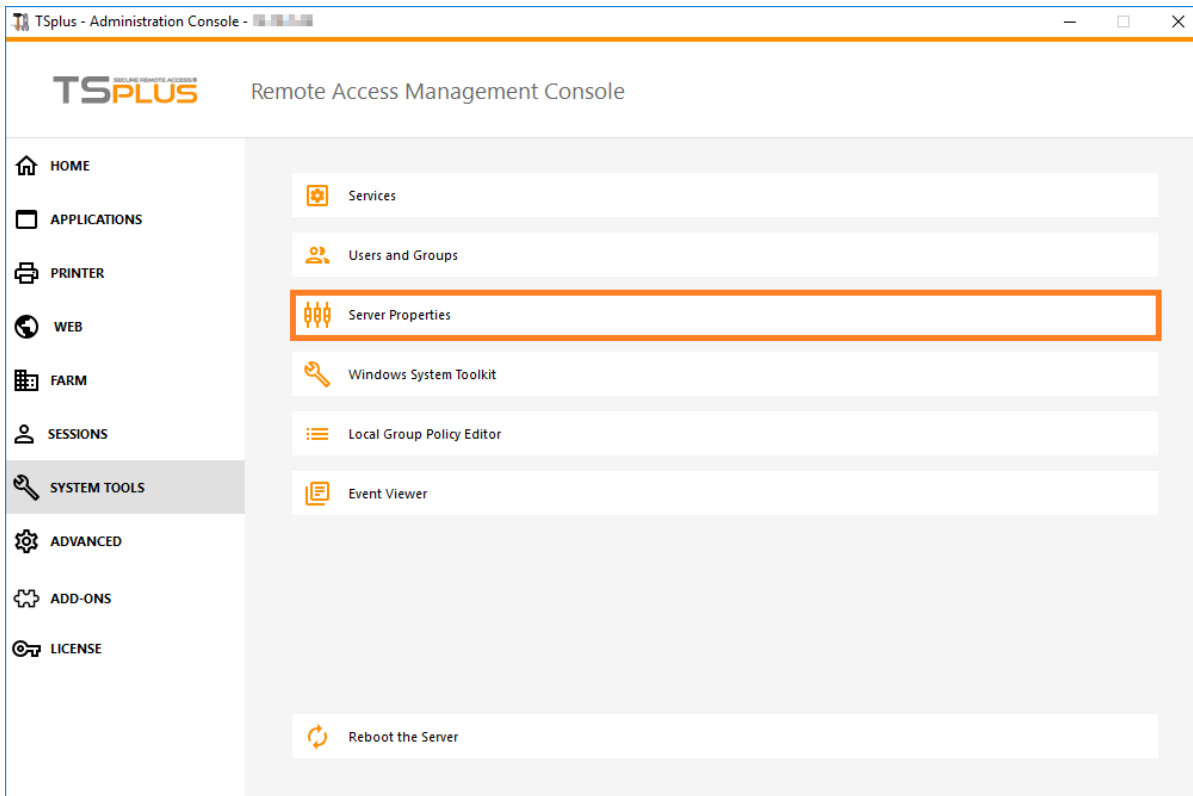 TSplus - Administration Console -
TSPLUS SECURE REMOTE ACCESS®
Remote Access Management Console
HOME
APPLICATIONS
PRINTER
WEB
FARM
SESSIONS
SYSTEM TOOLS
ADVANCED
ADD-ONS
LICENSE
Services
Users and Groups
Server Properties
Windows System Toolkit
Local Group Policy Editor
Event Viewer
Reboot the Server